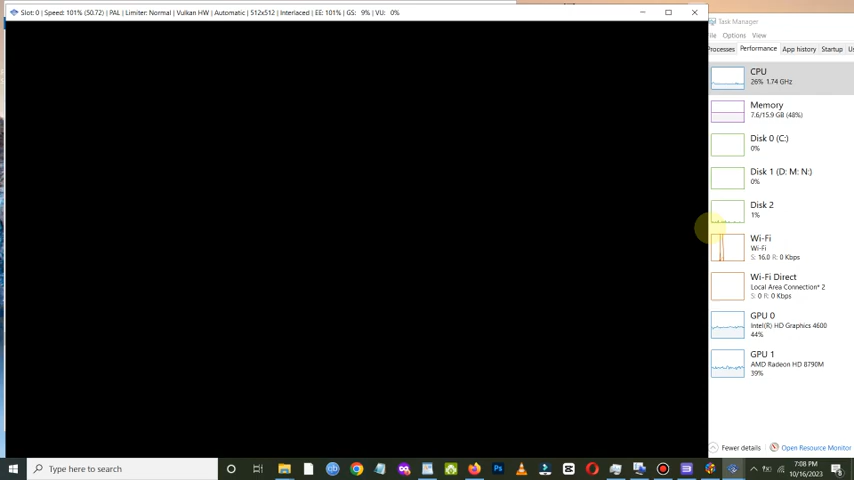 Slot: 0 | Speed: 101% (50.72) | PAL | Limiter: Normal | Vulkan HW | Automatic | 512x512 | Interlaced | EE: 101% | GS: 9% | VU: 0%
Task Manager
File Options View
Processes Performance App history Startup
CPU
26% 1.74 GHz
Memory
7.6/15.9 GB (48%)
Disk 0 (C:)
0%
Disk 1 (D: M: N:)
0%
Disk 2
1%
Wi-Fi
Wi-Fi
S: 16.0 R: 0 Kbps
Wi-Fi Direct
Local Area Connection* 2
S: 0 R: 0 Kbps
GPU 0
Intel(R) HD Graphics 4600
44%
GPU 1
AMD Radeon HD 8790M
39%
Fewer details Open Resource Monitor
Type here to search
7:08 PM
10/16/2023